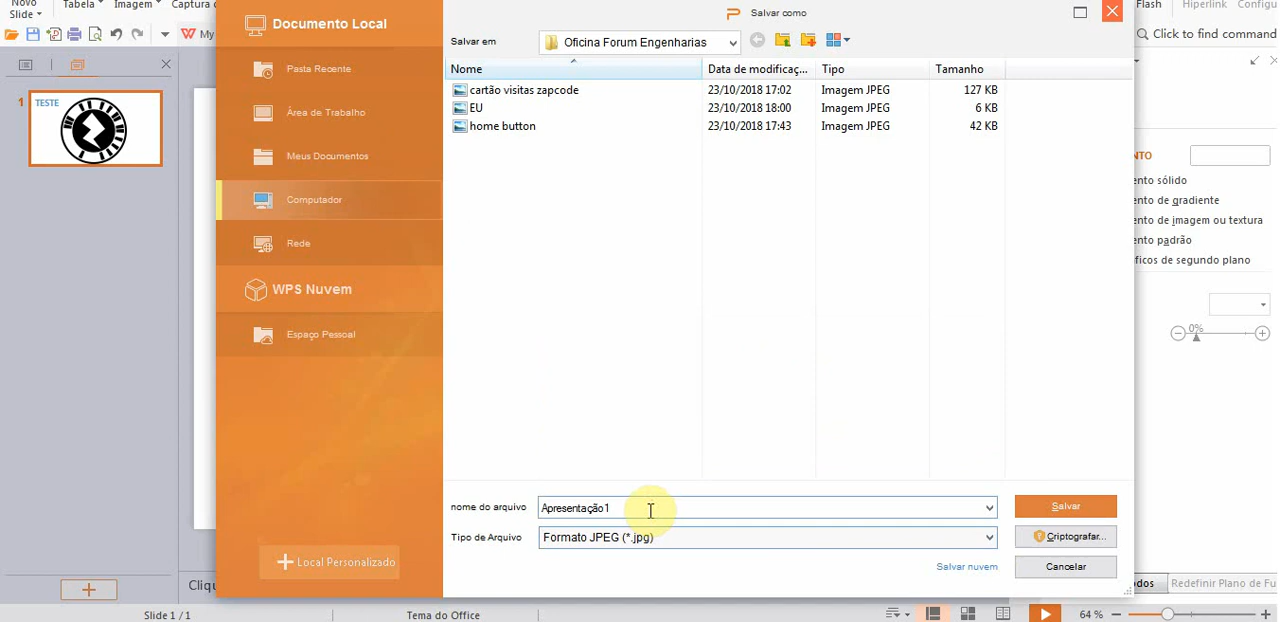 Novo
Slide
Tabela
Imagem
Captura d
Documento Local
Salvar como
Flash
Hiperlink
Configu
My
Salvar em
Oficina Forum Engenharias
Click to find command
Pasta Recente
Nome
Data de modificaç...
Tipo
Tamanho
1
TESTE
cartão visitas zapcode
23/10/2018 17:02
Imagem JPEG
127 KB
EU
23/10/2018 18:00
Imagem JPEG
6 KB
home button
23/10/2018 17:43
Imagem JPEG
42 KB
Área de Trabalho
Meus Documentos
Computador
Rede
WPS Nuvem
Espaço Pessoal
NTO
ento sólido
ento de gradiente
ento de imagem ou textura
ento padrão
ficos de segundo plano
0%
nome do arquivo
Apresentação1
Salvar
Tipo de Arquivo
Formato JPEG (*.jpg)
Criptografar...
Local Personalizado
Salvar nuvem
Cancelar
Cliqu
odos
Redefinir Plano de Fu
Slide 1 / 1
Tema do Office
64 %